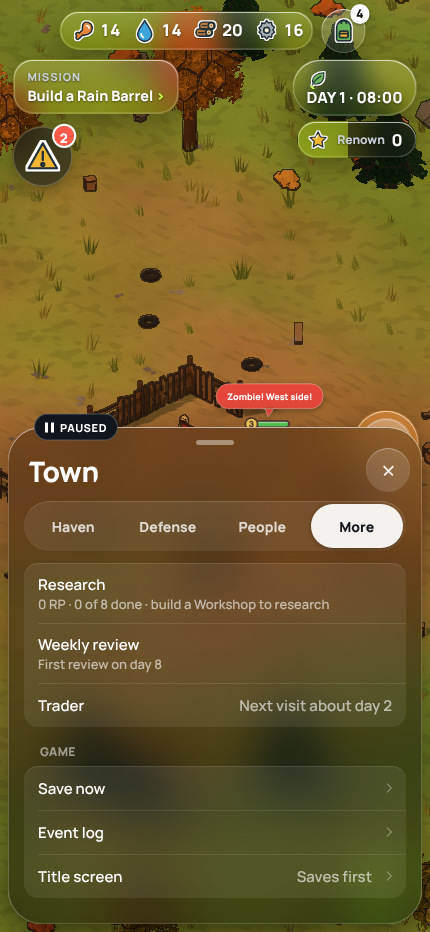 14 14 20 16 4
MISSION
Build a Rain Barrel ›
DAY 1 · 08:00
2
Renown 0
Zombie! West side!
3
PAUSED
Town
Haven Defense People More
Research
0 RP · 0 of 8 done · build a Workshop to research
Weekly review
First review on day 8
Trader Next visit about day 2
GAME
Save now
Event log
Title screen Saves first